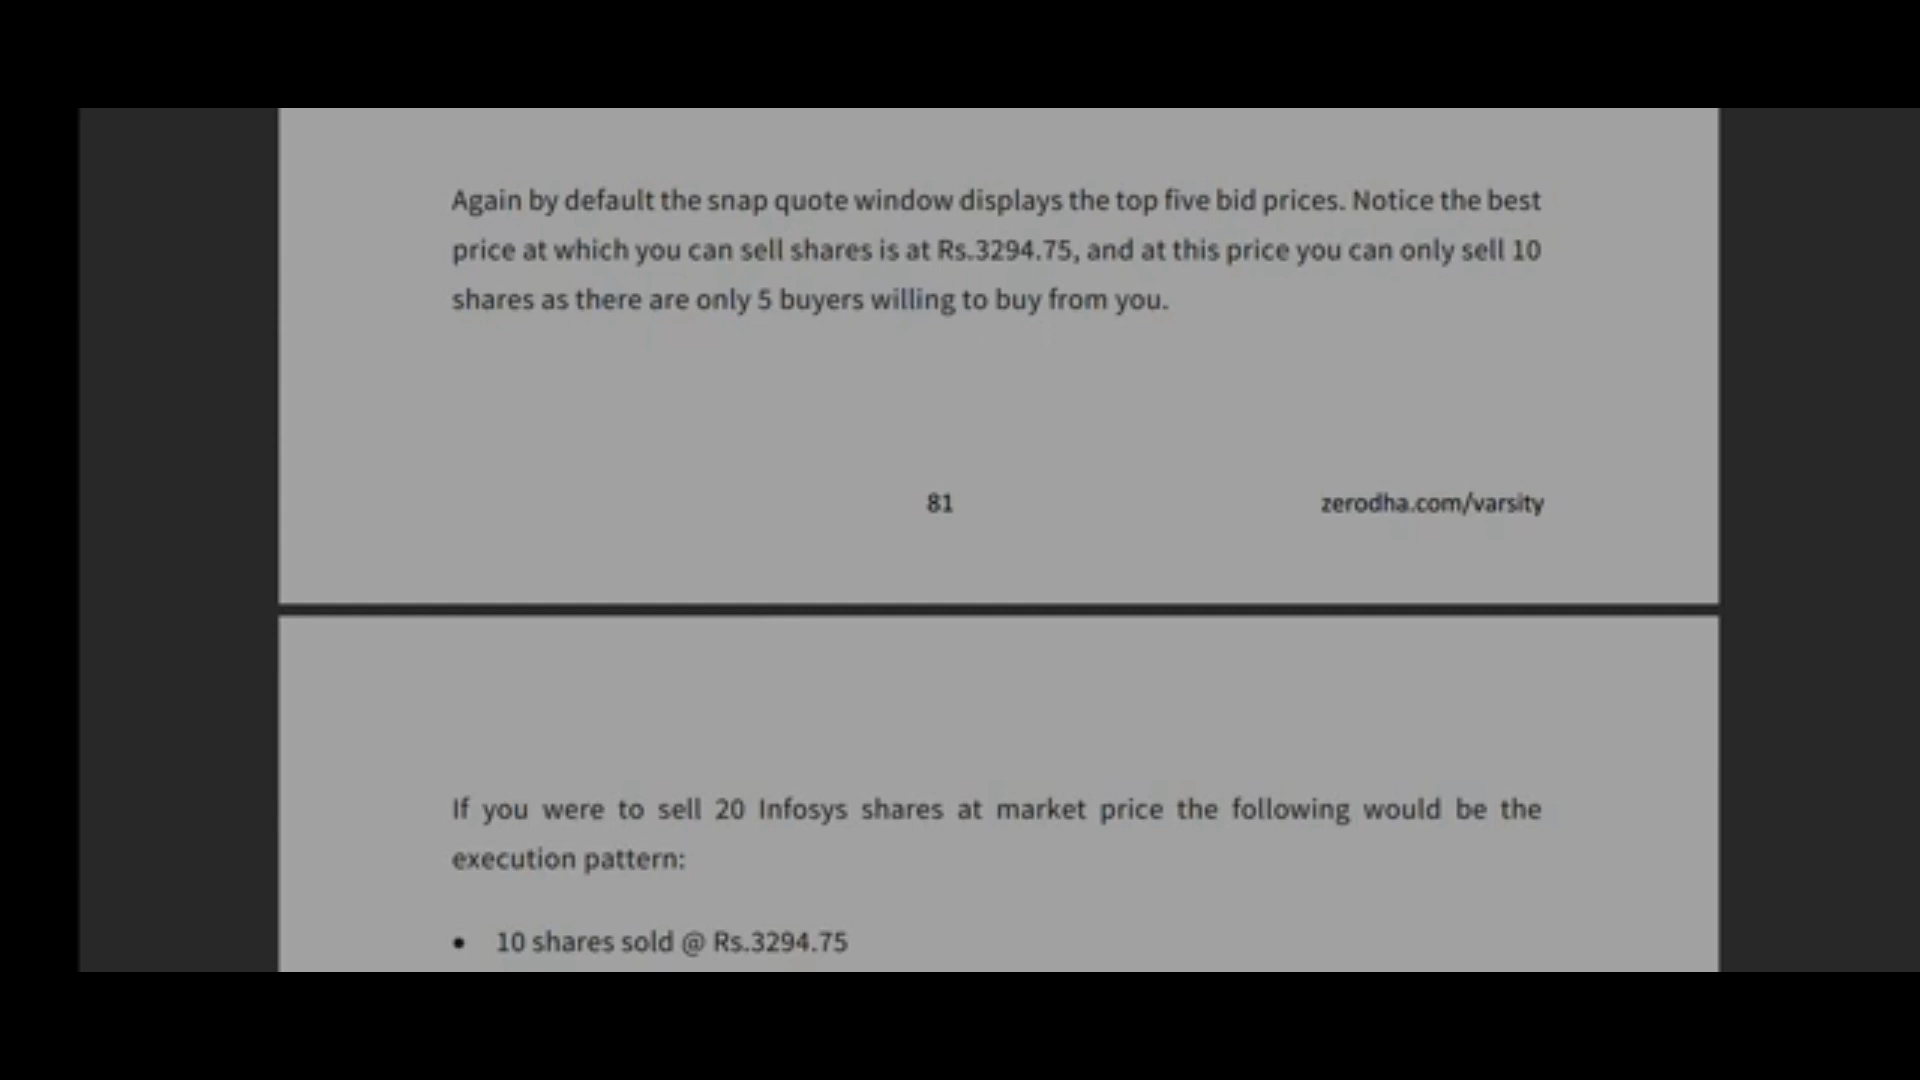 Again by default the snap quote window displays the top five bid prices. Notice the best
price at which you can sell shares is at Rs.3294.75, and at this price you can only sell 10
shares as there are only 5 buyers willing to buy from you.
81
zerodha.com/varsity
If you were to sell 20 Infosys shares at market price the following would be the
execution pattern:
• 10 shares sold @ Rs.3294.75